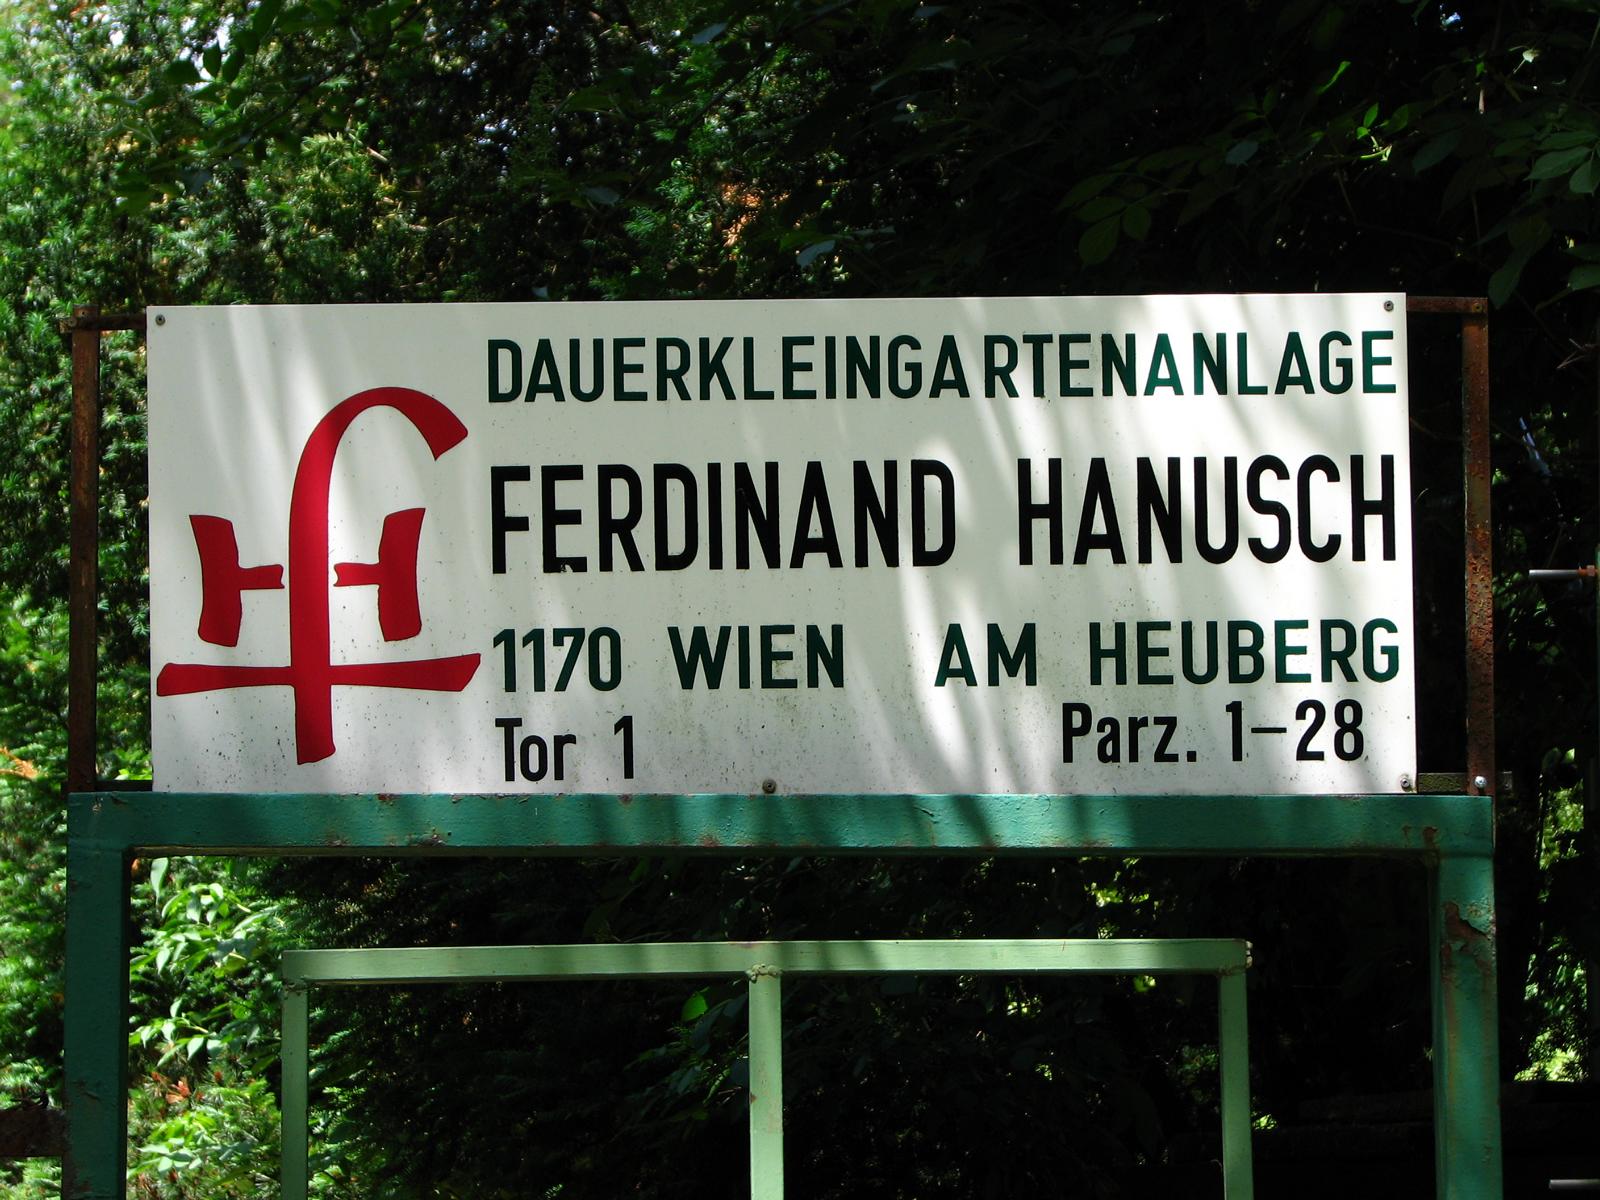 DAUERKLEINGARTENANLAGE
FERDINAND HANUSCH
1170 WIEN AM HEUBERG
Tor 1 Parz. 1-28